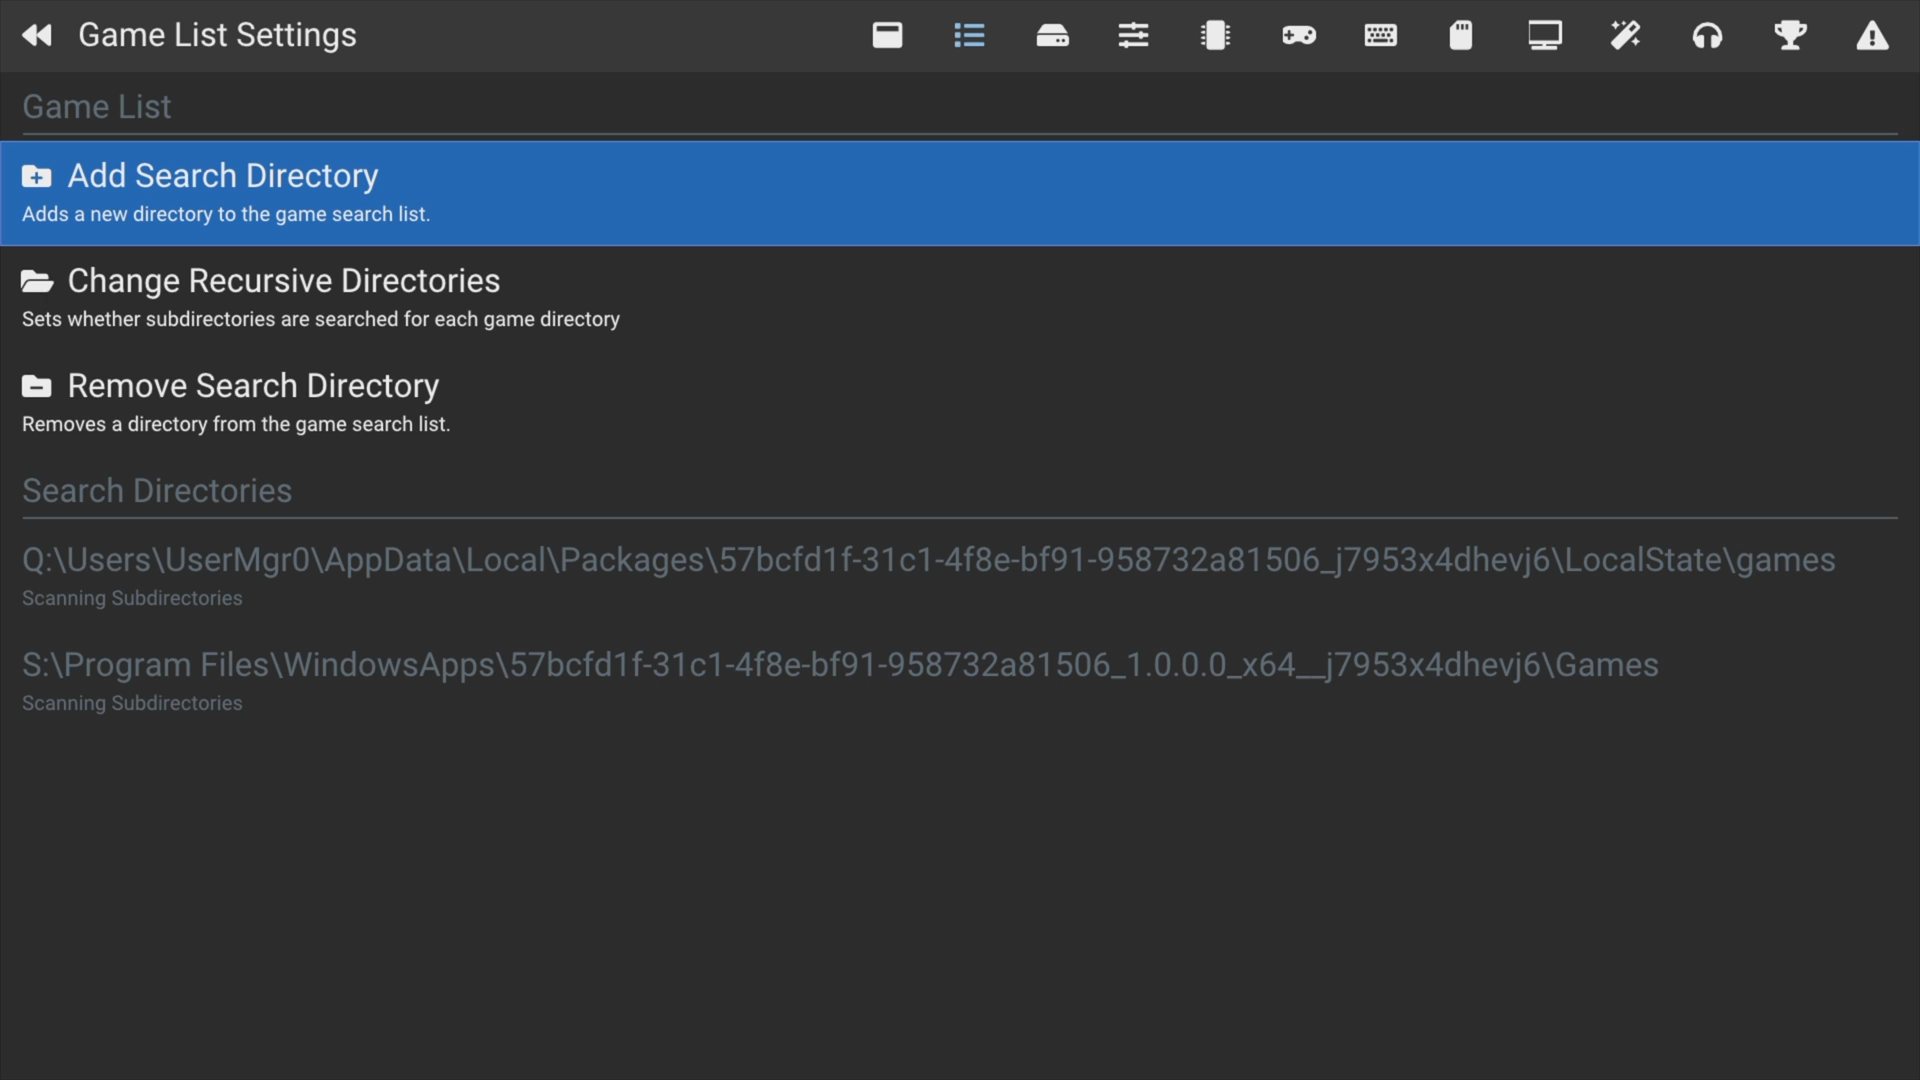 Game List Settings
Game List
Add Search Directory
Adds a new directory to the game search list.
Change Recursive Directories
Sets whether subdirectories are searched for each game directory
Remove Search Directory
Removes a directory from the game search list.
Search Directories
Q:\Users\UserMgr0\AppData\Local\Packages\57bcfd1f-31c1-4f8e-bf91-958732a81506_j7953x4dhevj6\LocalState\games
Scanning Subdirectories
S:\Program Files\WindowsApps\57bcfd1f-31c1-4f8e-bf91-958732a81506_1.0.0.0_x64__j7953x4dhevj6\Games
Scanning Subdirectories